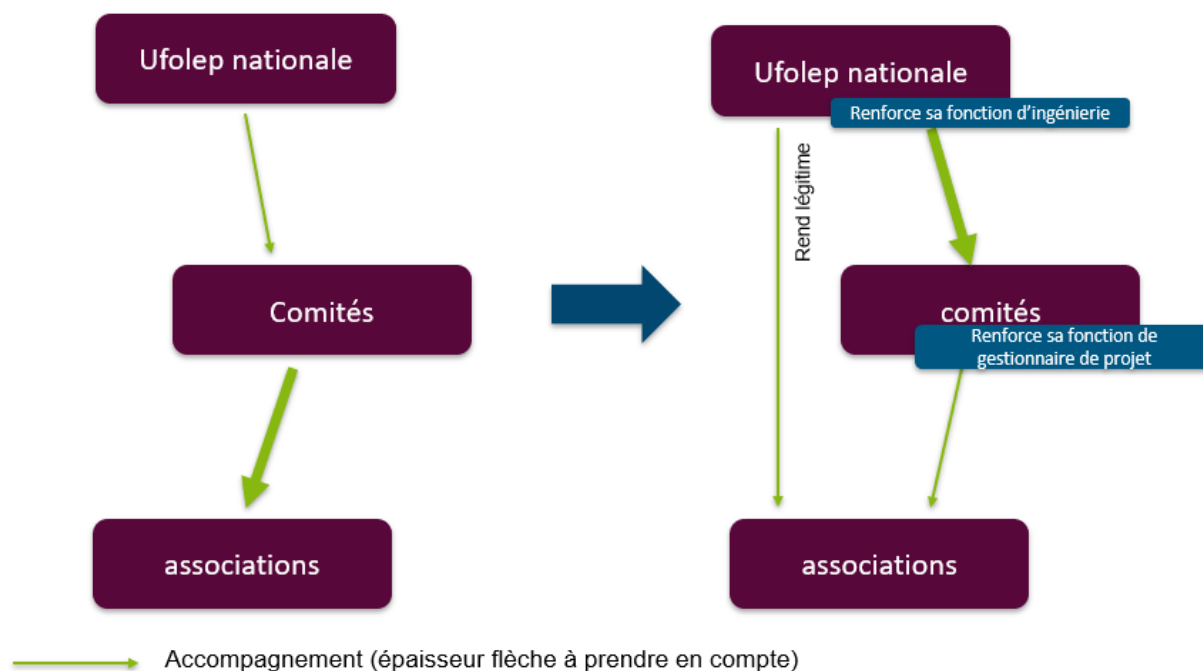 Ufolep nationale
Comités
associations
Ufolep nationale
Renforce sa fonction d'ingénierie
Rend légitime
comités
Renforce sa fonction de
gestionnaire de projet
associations
Accompagnement (épaisseur flèche à prendre en compte)